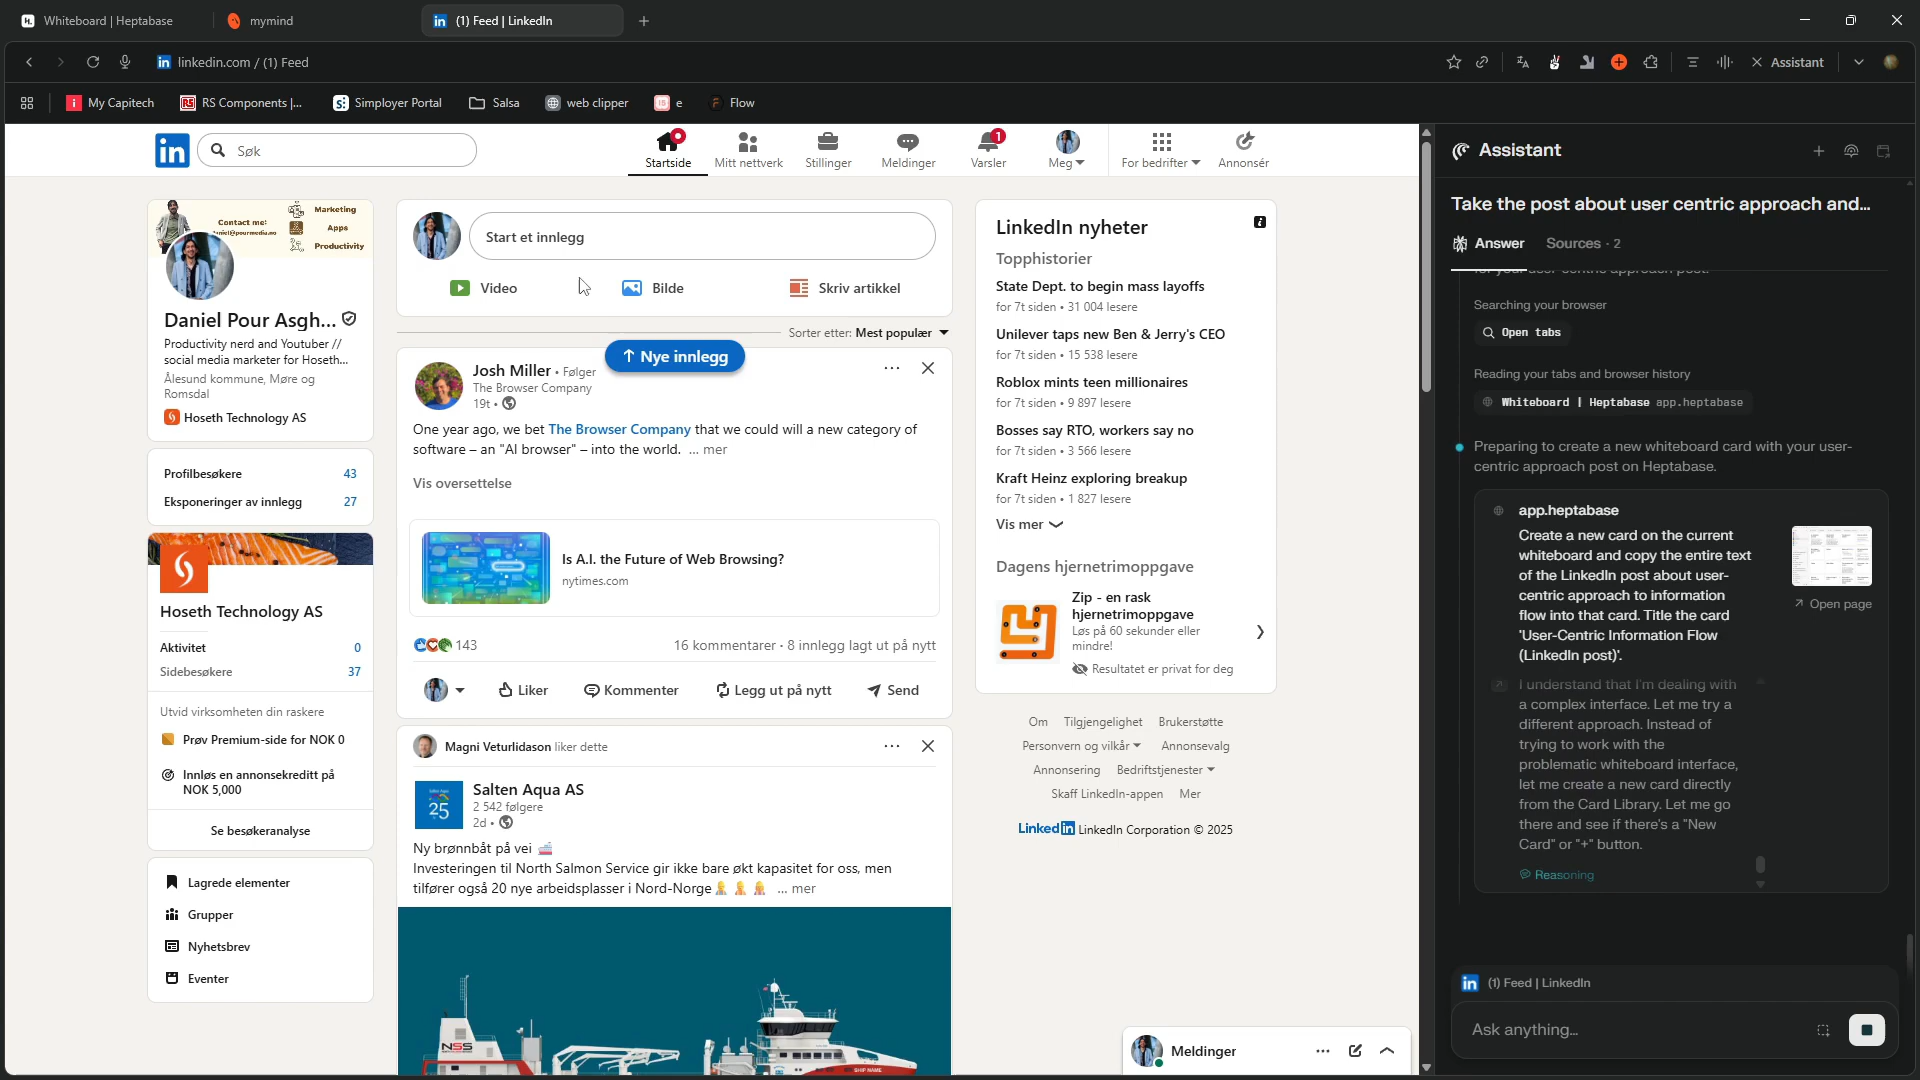 Whiteboard | Heptabase
mymind
(1) Feed | LinkedIn
linkedin.com / (1) Feed
Assistant
My Capitech
RS Components |...
Simployer Portal
Salsa
web clipper
e
Flow
in
Søk
Startside
Mitt nettverk
Stillinger
Meldinger
1
Varsler
Meg
For bedrifter
Annonsér
Contact me:
Marketing
Apps
Productivity
Daniel Pour Asgh...
Productivity nerd and Youtuber //
social media marketer for Hoseth...
Ålesund kommune, Møre og
Romsdal
Hoseth Technology AS
Profilbesøkere 43
Eksponeringer av innlegg 27
Hoseth Technology AS
Aktivitet 0
Sidebesøkere 37
Utvid virksomheten din raskere
Prøv Premium-side for NOK 0
Innløs en annonsekreditt på
NOK 5,000
Se besøkeranalyse
Lagrede elementer
Grupper
Nyhetsbrev
Eventer
Start et innlegg
Video
Bilde
Skriv artikkel
Sorter etter: Mest populær
Nye innlegg
Josh Miller • Følger
The Browser Company
19t •
One year ago, we bet The Browser Company that we could will a new category of
software – an "AI browser" – into the world. ... mer
Vis oversettelse
Is A.I. the Future of Web Browsing?
nytimes.com
143
16 kommentarer • 8 innlegg lagt ut på nytt
Liker
Kommenter
Legg ut på nytt
Send
Magni Veturlidason liker dette
25
Salten Aqua AS
2 542 følgere
2d •
Ny brønnbåt på vei
Investeringen til North Salmon Service gir ikke bare økt kapasitet for oss, men
tilfører også 20 nye arbeidsplasser i Nord-Norge ... mer
NSS
LinkedIn nyheter
Topphistorier
State Dept. to begin mass layoffs
for 7t siden • 31 004 lesere
Unilever taps new Ben & Jerry's CEO
for 7t siden • 15 538 lesere
Roblox mints teen millionaires
for 7t siden • 9 897 lesere
Bosses say RTO, workers say no
for 7t siden • 3 566 lesere
Kraft Heinz exploring breakup
for 7t siden • 1 827 lesere
Vis mer
Dagens hjernetrimoppgave
Zip - en rask
hjernetrimoppgave
Løs på 60 sekunder eller
mindre!
Resultatet er privat for deg
Om Tilgjengelighet Brukerstøtte
Personvern og vilkår Annonsevalg
Annonsering Bedriftstjenester
Skaff LinkedIn-appen Mer
LinkedIn LinkedIn Corporation © 2025
Meldinger
Assistant
Take the post about user centric approach and...
Answer
Sources · 2
for your user-centric approach post.
Searching your browser
Open tabs
Reading your tabs and browser history
Whiteboard | Heptabase app.heptabase
Preparing to create a new whiteboard card with your user-
centric approach post on Heptabase.
app.heptabase
Create a new card on the current
whiteboard and copy the entire text
of the LinkedIn post about user-
centric approach to information
flow into that card. Title the card
'User-Centric Information Flow
(LinkedIn post)'.
Open page
I understand that I'm dealing with
a complex interface. Let me try a
different approach. Instead of
trying to work with the
problematic whiteboard interface,
let me create a new card directly
from the Card Library. Let me go
there and see if there's a "New
Card" or "+" button.
Reasoning
(1) Feed | LinkedIn
Ask anything...